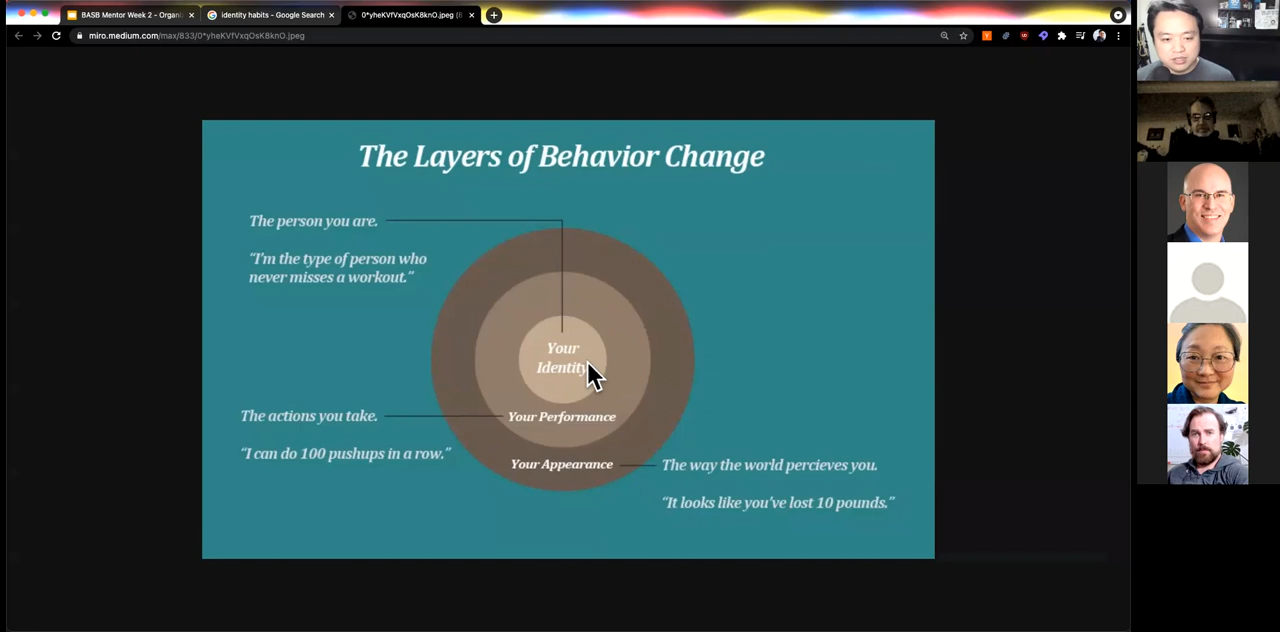 BASB Mentor Week 2 - Organi
identity habits - Google Search
0*yheKVfVxqOsK8knO.jpeg (8
miro.medium.com/max/833/0*yheKVfVxqOsK8knO.jpeg
The Layers of Behavior Change
The person you are.
"I'm the type of person who
never misses a workout."
Your
Identity
The actions you take.
Your Performance
"I can do 100 pushups in a row."
Your Appearance
The way the world percieves you.
"It looks like you've lost 10 pounds."